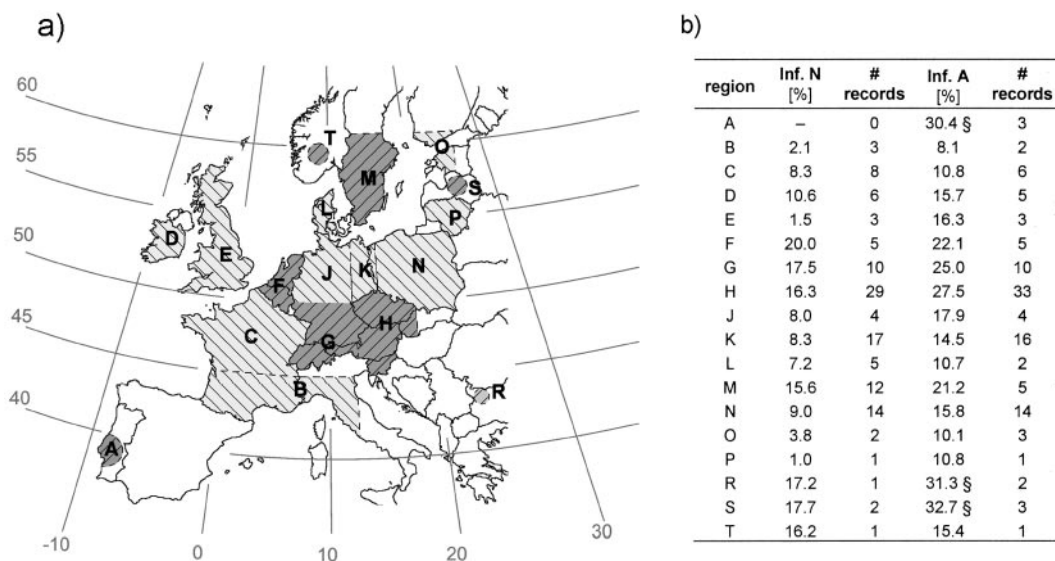 a)
60
55
50
45
40
-10
0
10
20
30
T
O
M
S
L
P
D
E
K
N
J
F
C
H
G
B
R
A
b)
region Inf. N [%] # records Inf. A [%] # records
A – 0 30.4 § 3
B 2.1 3 8.1 2
C 8.3 8 10.8 6
D 10.6 6 15.7 5
E 1.5 3 16.3 3
F 20.0 5 22.1 5
G 17.5 10 25.0 10
H 16.3 29 27.5 33
J 8.0 4 17.9 4
K 8.3 17 14.5 16
L 7.2 5 10.7 2
M 15.6 12 21.2 5
N 9.0 14 15.8 14
O 3.8 2 10.1 3
P 1.0 1 10.8 1
R 17.2 1 31.3 § 2
S 17.7 2 32.7 § 3
T 16.2 1 15.4 1